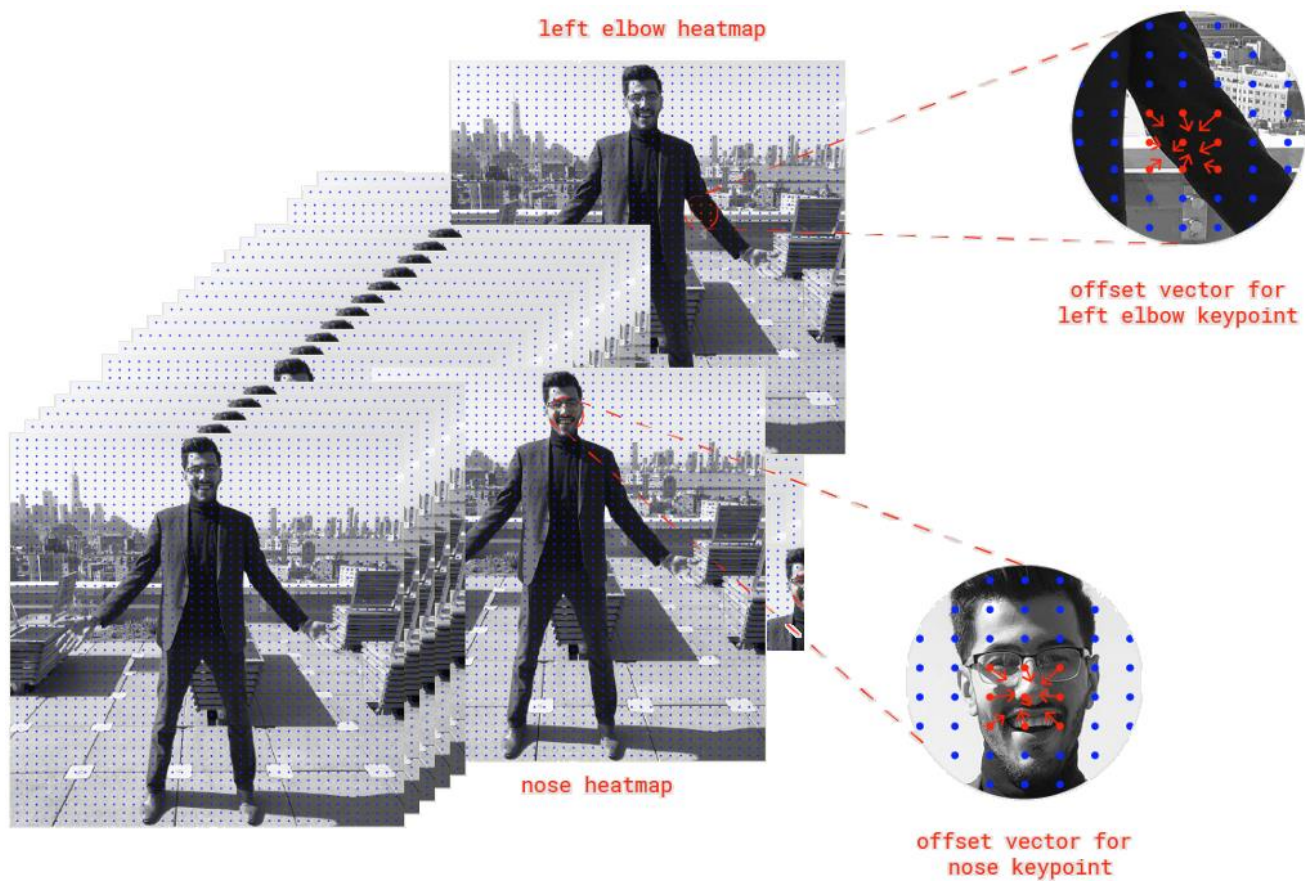 left elbow heatmap
offset vector for
left elbow keypoint
nose heatmap
offset vector for
nose keypoint